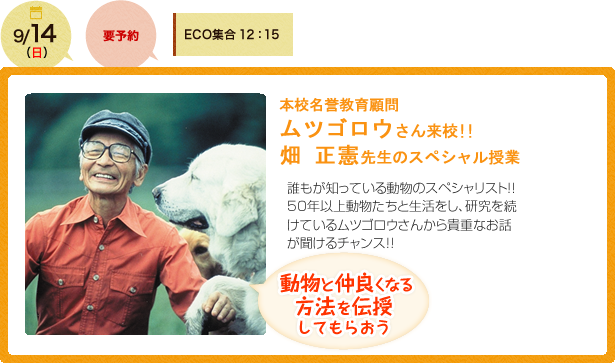 9/14
（日）
要予約
ECO集合 12：15
本校名誉教育顧問
ムツゴロウさん来校！！
畑 正憲先生のスペシャル授業
誰もが知っている動物のスペシャリスト！！
５０年以上動物たちと生活をし、研究を続
けているムツゴロウさんから貴重なお話
が聞けるチャンス！！
動物と仲良くなる
方法を伝授
してもらおう